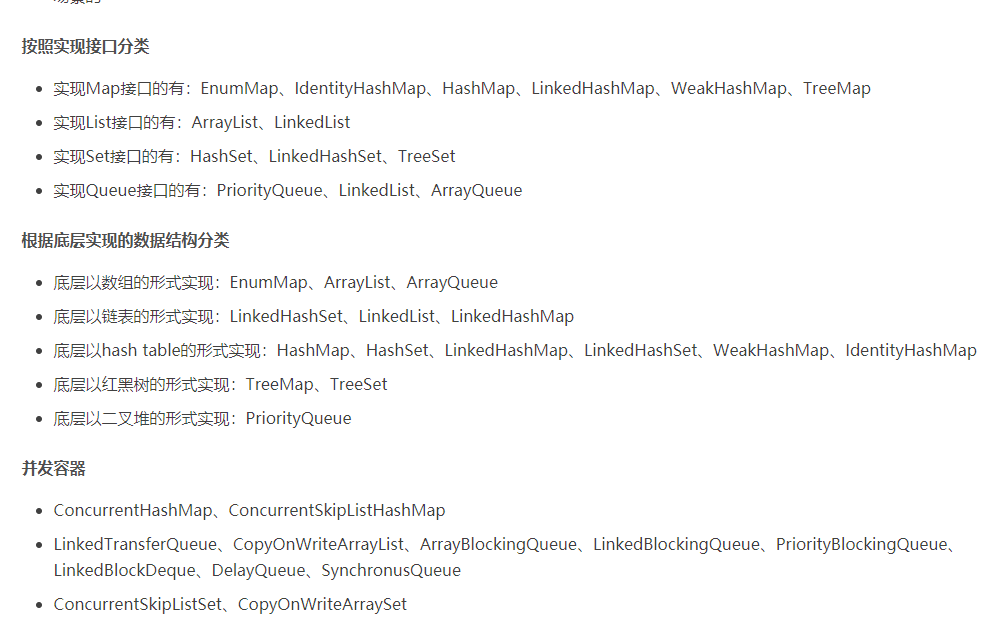 按照实现接口分类
实现Map接口的有：EnumMap、IdentityHashMap、HashMap、LinkedHashMap、WeakHashMap、TreeMap
实现List接口的有：ArrayList、LinkedList
实现Set接口的有：HashSet、LinkedHashSet、TreeSet
实现Queue接口的有：PriorityQueue、LinkedList、ArrayQueue
根据底层实现的数据结构分类
底层以数组的形式实现：EnumMap、ArrayList、ArrayQueue
底层以链表的形式实现：LinkedHashSet、LinkedList、LinkedHashMap
底层以hash table的形式实现：HashMap、HashSet、LinkedHashMap、LinkedHashSet、WeakHashMap、IdentityHashMap
底层以红黑树的形式实现：TreeMap、TreeSet
底层以二叉堆的形式实现：PriorityQueue
并发容器
ConcurrentHashMap、ConcurrentSkipListHashMap
LinkedTransferQueue、CopyOnWriteArrayList、ArrayBlockingQueue、LinkedBlockingQueue、PriorityBlockingQueue、
LinkedBlockDeque、DelayQueue、SynchronusQueue
ConcurrentSkipListSet、CopyOnWriteArraySet